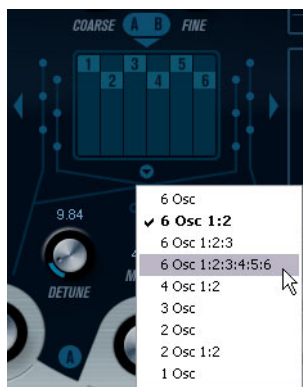 COARSE A B FINE
1 3 5
2 4 6
9.84
DETUNE
A
6 Osc
✓ 6 Osc 1:2
6 Osc 1:2:3
6 Osc 1:2:3:4:5:6
4 Osc 1:2
3 Osc
2 Osc
2 Osc 1:2
1 Osc